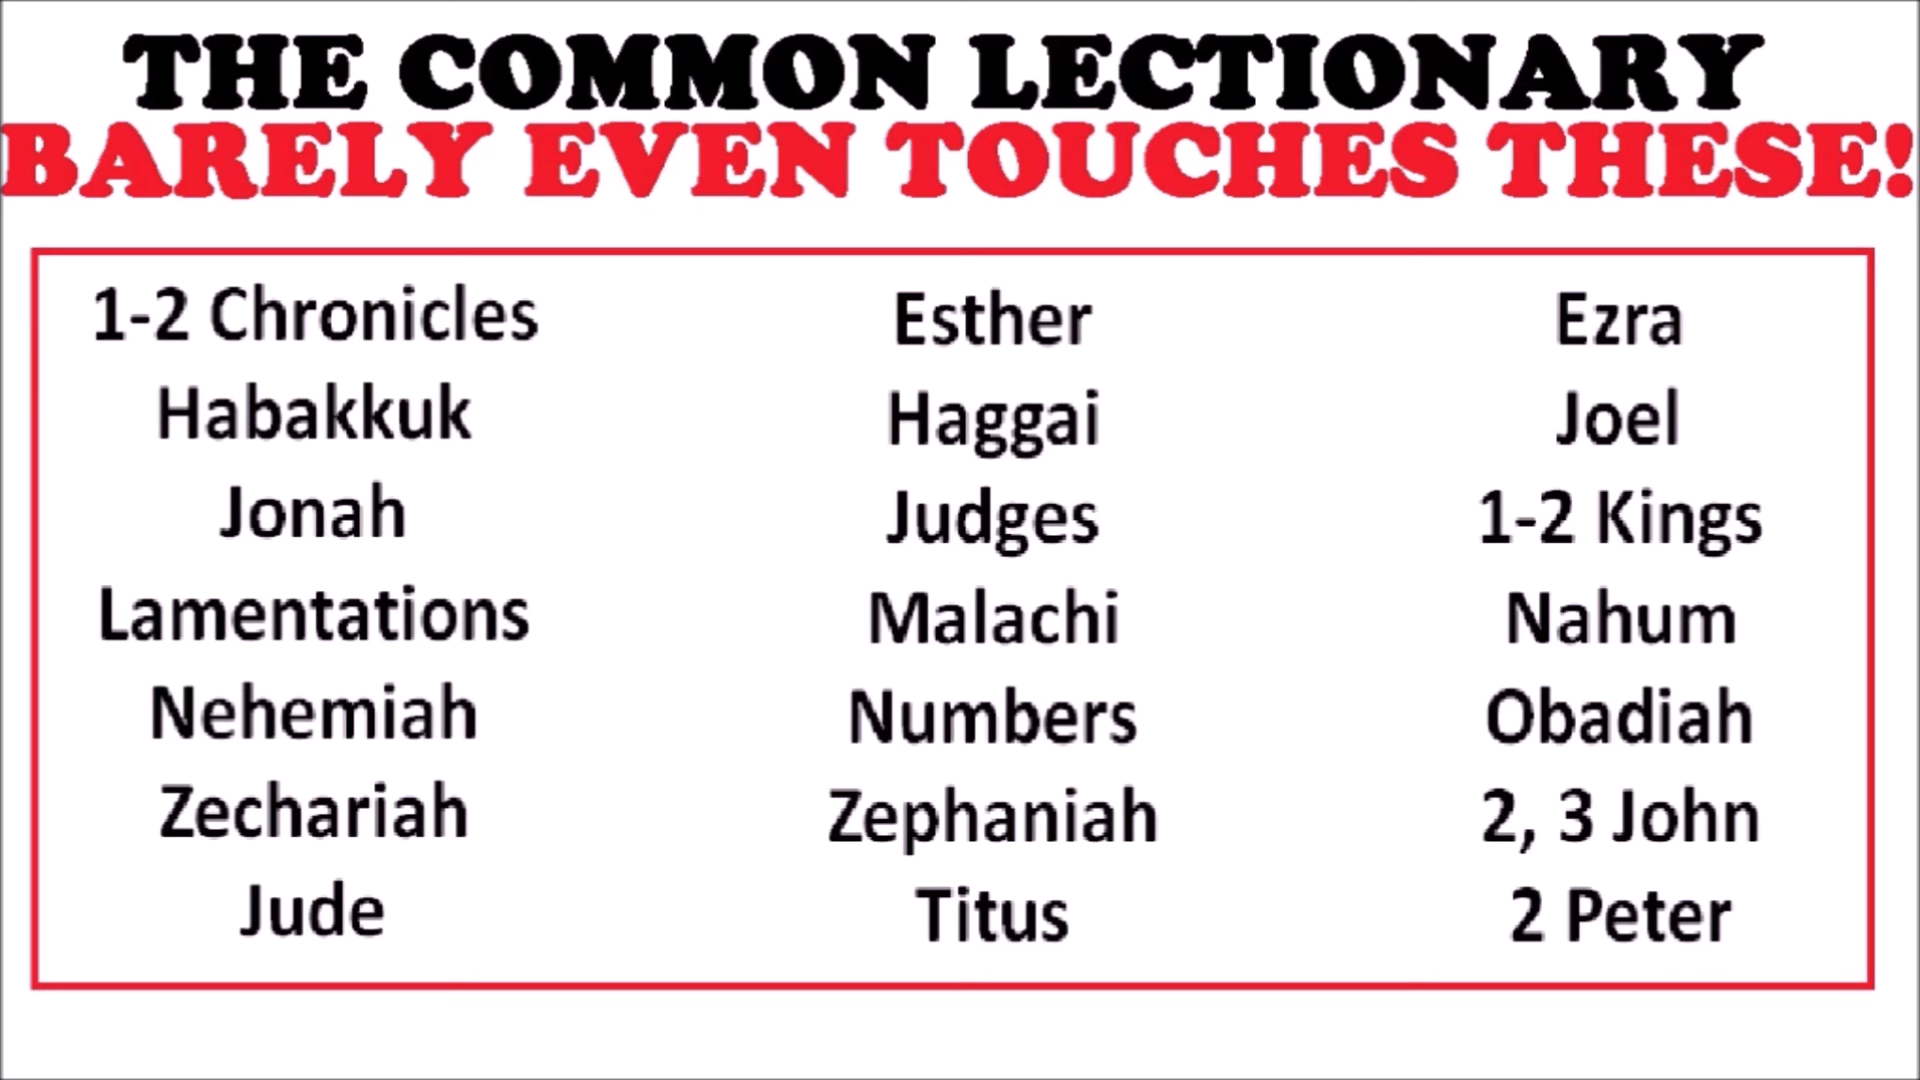 THE COMMON LECTIONARY
BARELY EVEN TOUCHES THESE!
1-2 Chronicles Esther Ezra
Habakkuk Haggai Joel
Jonah Judges 1-2 Kings
Lamentations Malachi Nahum
Nehemiah Numbers Obadiah
Zechariah Zephaniah 2, 3 John
Jude Titus 2 Peter